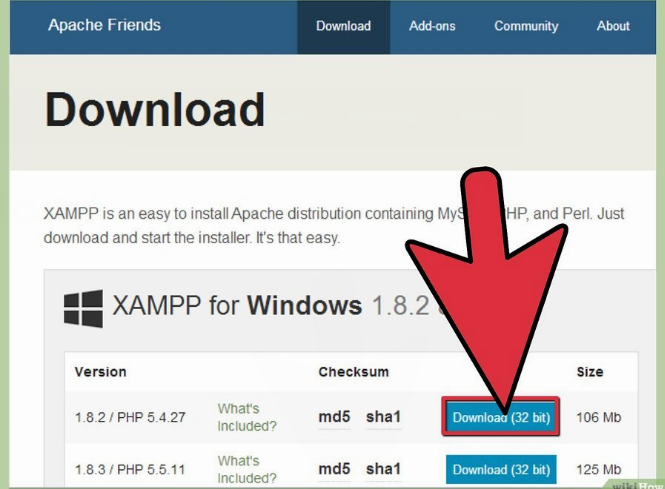 Apache Friends Download Add-ons Community About
Download
XAMPP is an easy to install Apache distribution containing HP, and Perl. Just
download and start the installer. It's that easy.
XAMPP for Windows 1.8.2
Version Checksum Size
1.8.2 / PHP 5.4.27 What's Included? md5 sha1 Download (32 bit) 106 Mb
1.8.3 / PHP 5.5.11 What's Included? md5 sha1 Download (32 bit) 125 Mb
wikiHow